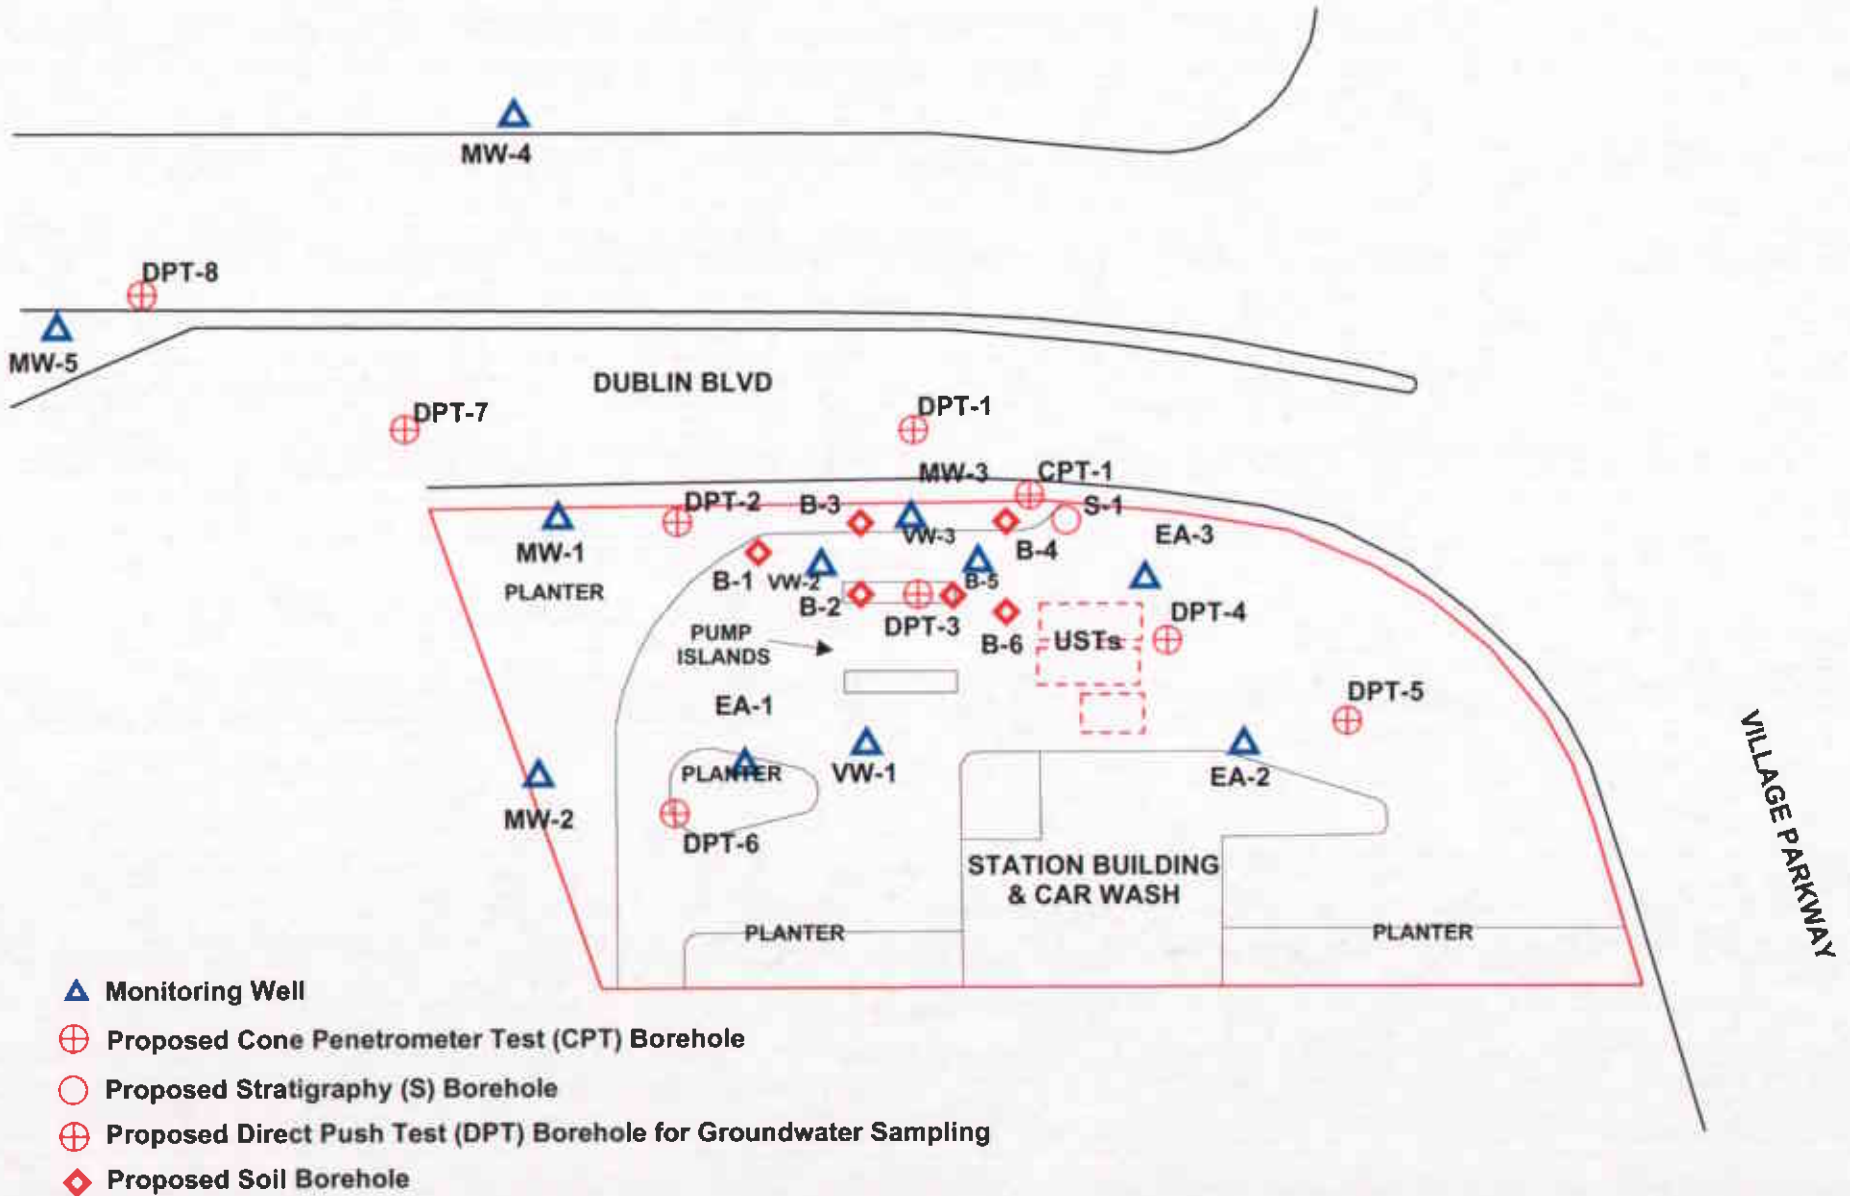 MW-4
DPT-8
MW-5
DUBLIN BLVD
DPT-7
DPT-1
MW-3
CPT-1
DPT-2
B-3
S-1
VW-3
EA-3
MW-1
B-4
B-1
VW-2
B-5
PLANTER
B-2
DPT-3
DPT-4
PUMP
ISLANDS
B-6
USTs
EA-1
DPT-5
PLANTER
VW-1
EA-2
MW-2
DPT-6
VILLAGE PARKWAY
STATION BUILDING
& CAR WASH
PLANTER
PLANTER
Monitoring Well
Proposed Cone Penetrometer Test (CPT) Borehole
Proposed Stratigraphy (S) Borehole
Proposed Direct Push Test (DPT) Borehole for Groundwater Sampling
Proposed Soil Borehole